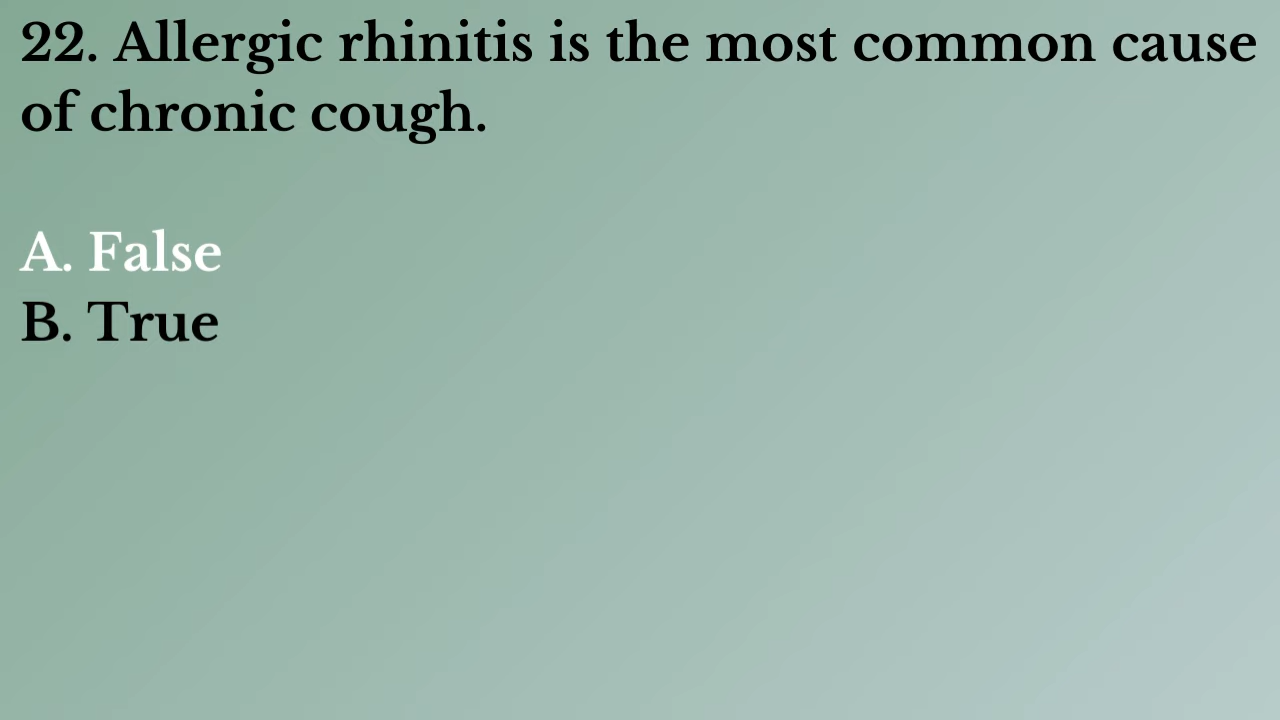 22. Allergic rhinitis is the most common cause
of chronic cough.
A. False
B. True